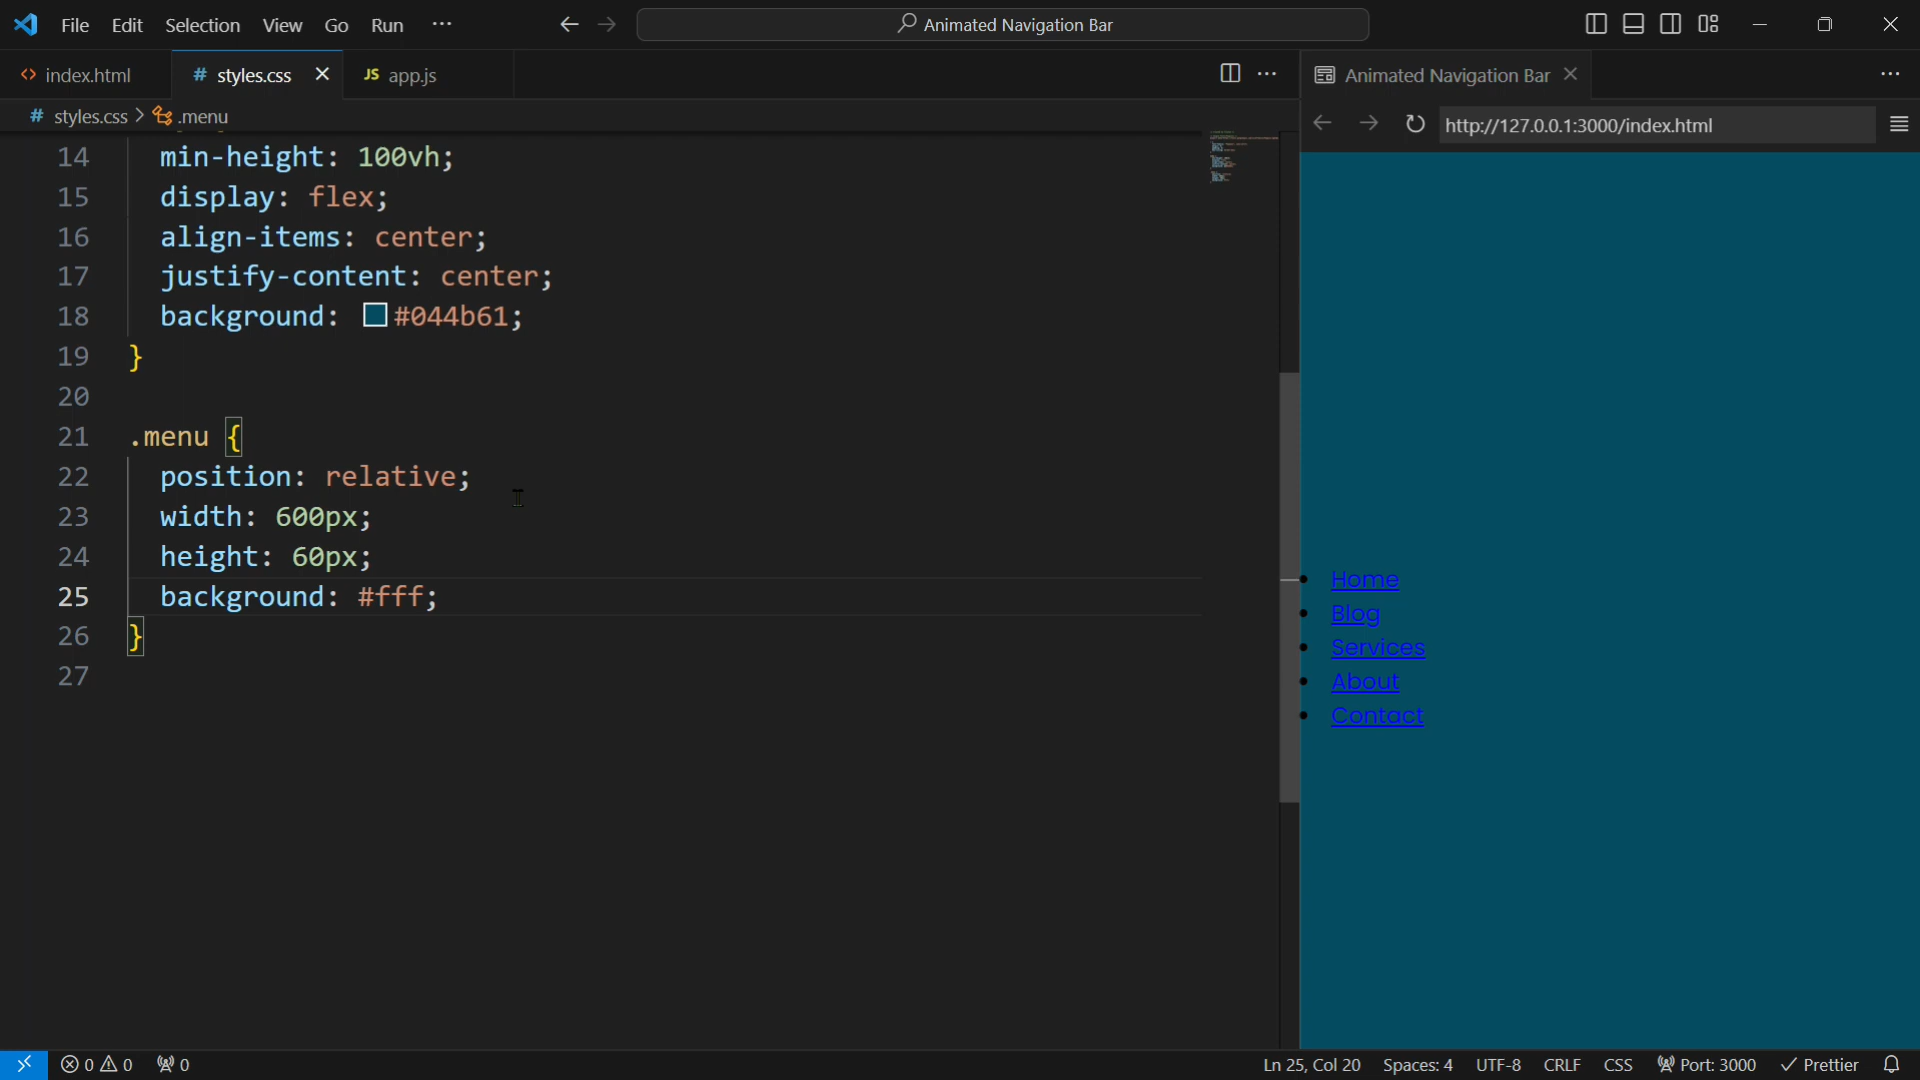 File Edit Selection View Go Run ··· Animated Navigation Bar
index.html # styles.css JS app.js Animated Navigation Bar
# styles.css > .menu
http://127.0.0.1:3000/index.html
14 min-height: 100vh;
15 display: flex;
16 align-items: center;
17 justify-content: center;
18 background: #044b61;
19 }
20
21 .menu {
22 position: relative;
23 width: 600px;
24 height: 60px;
25 background: #fff;
26 }
27
Home
Blog
Services
About
Contact
0 0 0 Ln 25, Col 20 Spaces: 4 UTF-8 CRLF CSS Port: 3000 Prettier